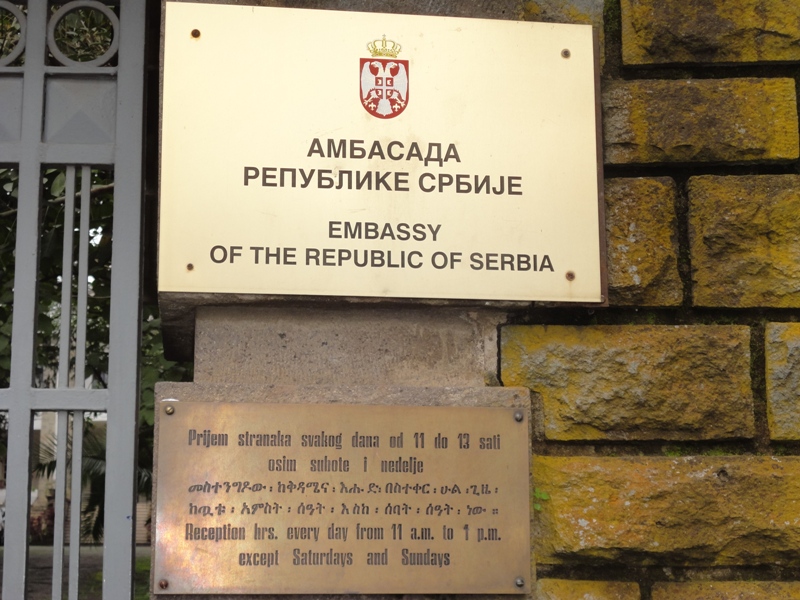 АМБАСАДА
РЕПУБЛИКЕ СРБИЈЕ
EMBASSY
OF THE REPUBLIC OF SERBIA
Prijem stranaka svakog dana od 11 do 13 sati
osim subote i nedelje
መስተንግዶው፡ ከቅዳሜና፡ እሑድ፡ በስተቀር፡ ሁል፡ጊዜ፡
ከጧቱ፡ አምስት፡ ሰዓት፡ እስከ፡ ሰባት፡ ሰዓት፡ ነው።
Reception hrs. every day from 11 a.m. to 1 p.m.
except Saturdays and Sundays